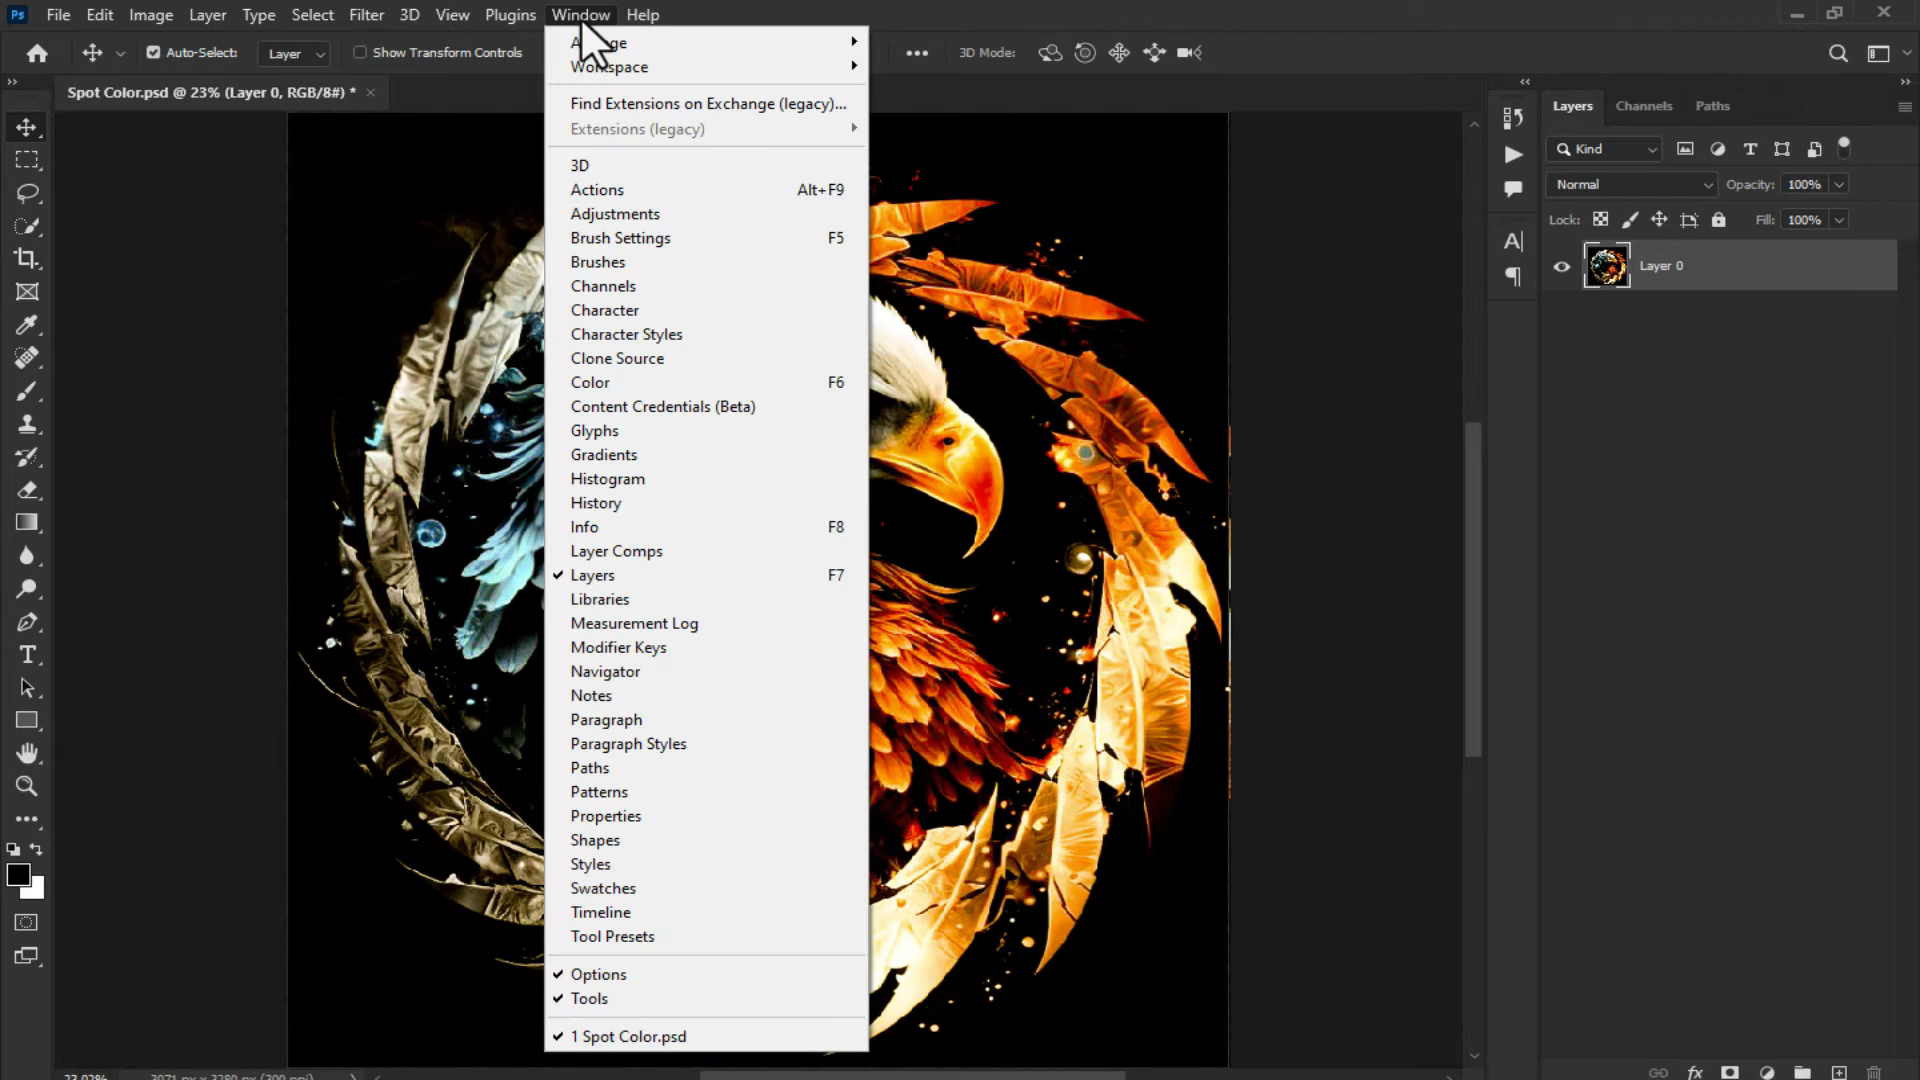 Ps File Edit Image Layer Type Select Filter 3D View Plugins Window Help
Auto-Select: Layer Show Transform Controls 3D Mode:
Spot Color.psd @ 23% (Layer 0, RGB/8#) *
Workspace
Find Extensions on Exchange (legacy)...
Extensions (legacy)
3D
Actions Alt+F9
Adjustments
Brush Settings F5
Brushes
Channels
Character
Character Styles
Clone Source
Color F6
Content Credentials (Beta)
Glyphs
Gradients
Histogram
History
Info F8
Layer Comps
Layers F7
Libraries
Measurement Log
Modifier Keys
Navigator
Notes
Paragraph
Paragraph Styles
Paths
Patterns
Properties
Shapes
Styles
Swatches
Timeline
Tool Presets
Options
Tools
1 Spot Color.psd
Layers Channels Paths
Kind
Normal Opacity: 100%
Lock: Fill: 100%
Layer 0
23.02% 3071 px x 3280 px (300 ppi)